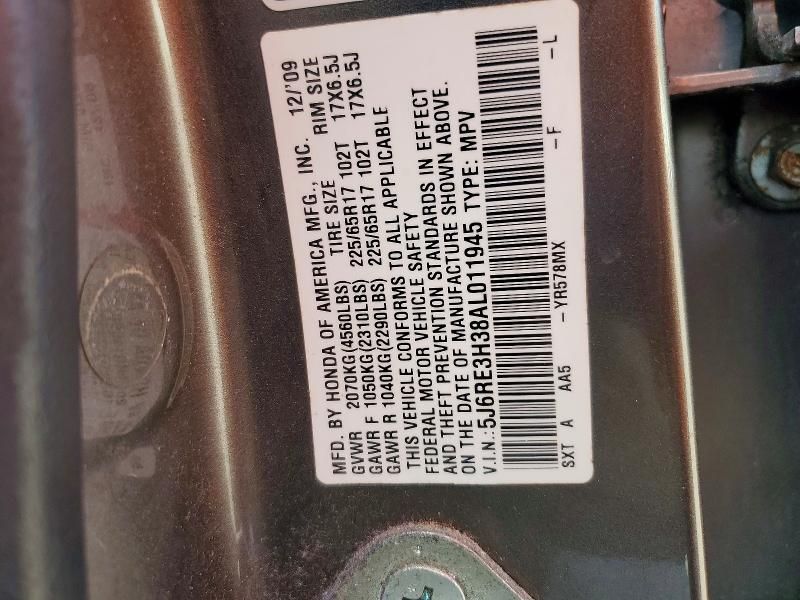 MFD. BY HONDA OF AMERICA MFG., INC. 12/'09
GVWR 2070KG(4560LBS) TIRE SIZE RIM SIZE
GAWR F 1050KG(2310LBS) 225/65R17 102T 17X6.5J
GAWR R 1040KG(2290LBS) 225/65R17 102T 17X6.5J
THIS VEHICLE CONFORMS TO ALL APPLICABLE
FEDERAL MOTOR VEHICLE SAFETY
AND THEFT PREVENTION STANDARDS IN EFFECT
ON THE DATE OF MANUFACTURE SHOWN ABOVE.
V.I.N.:5J6RE3H38AL011945 TYPE: MPV
SXT A AA5 -YR578MX -F -L